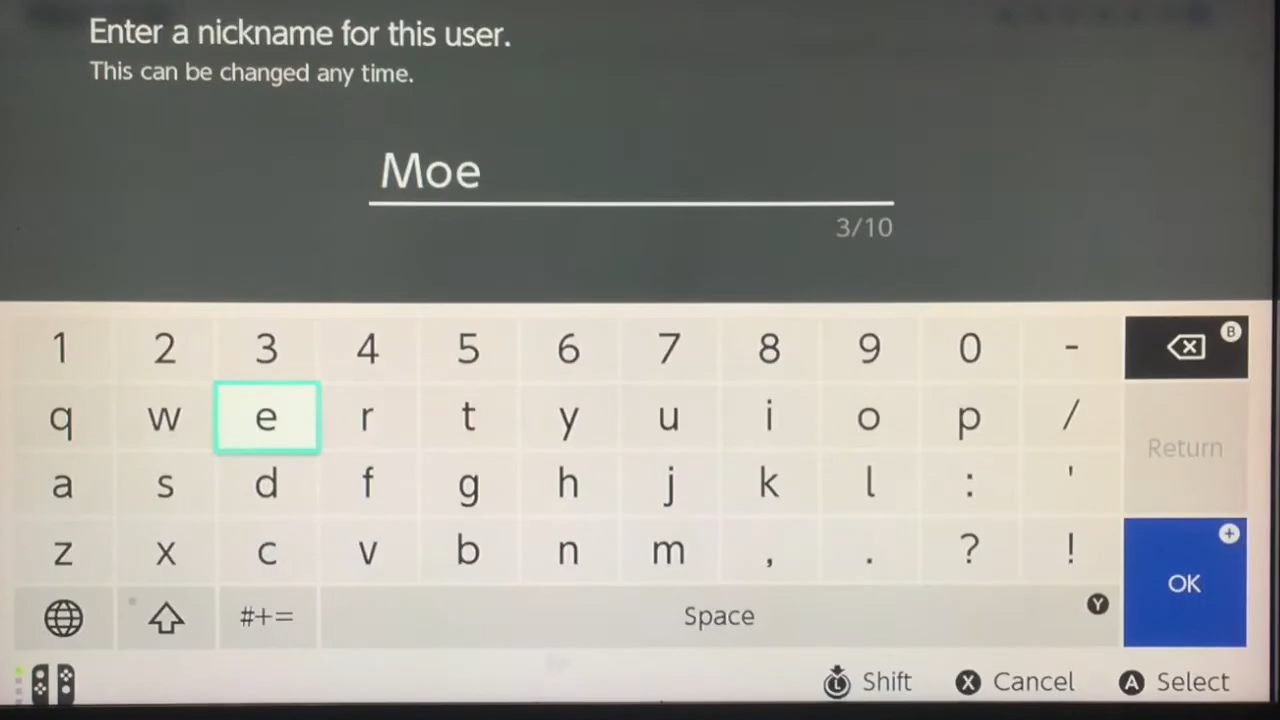 Enter a nickname for this user.
This can be changed any time.
Moe
3/10
1 2 3 4 5 6 7 8 9 0 - B
q w e r t y u i o p / Return
a s d f g h j k l : '
z x c v b n m , . ? ! + OK
#+= Space Y
L Shift X Cancel A Select